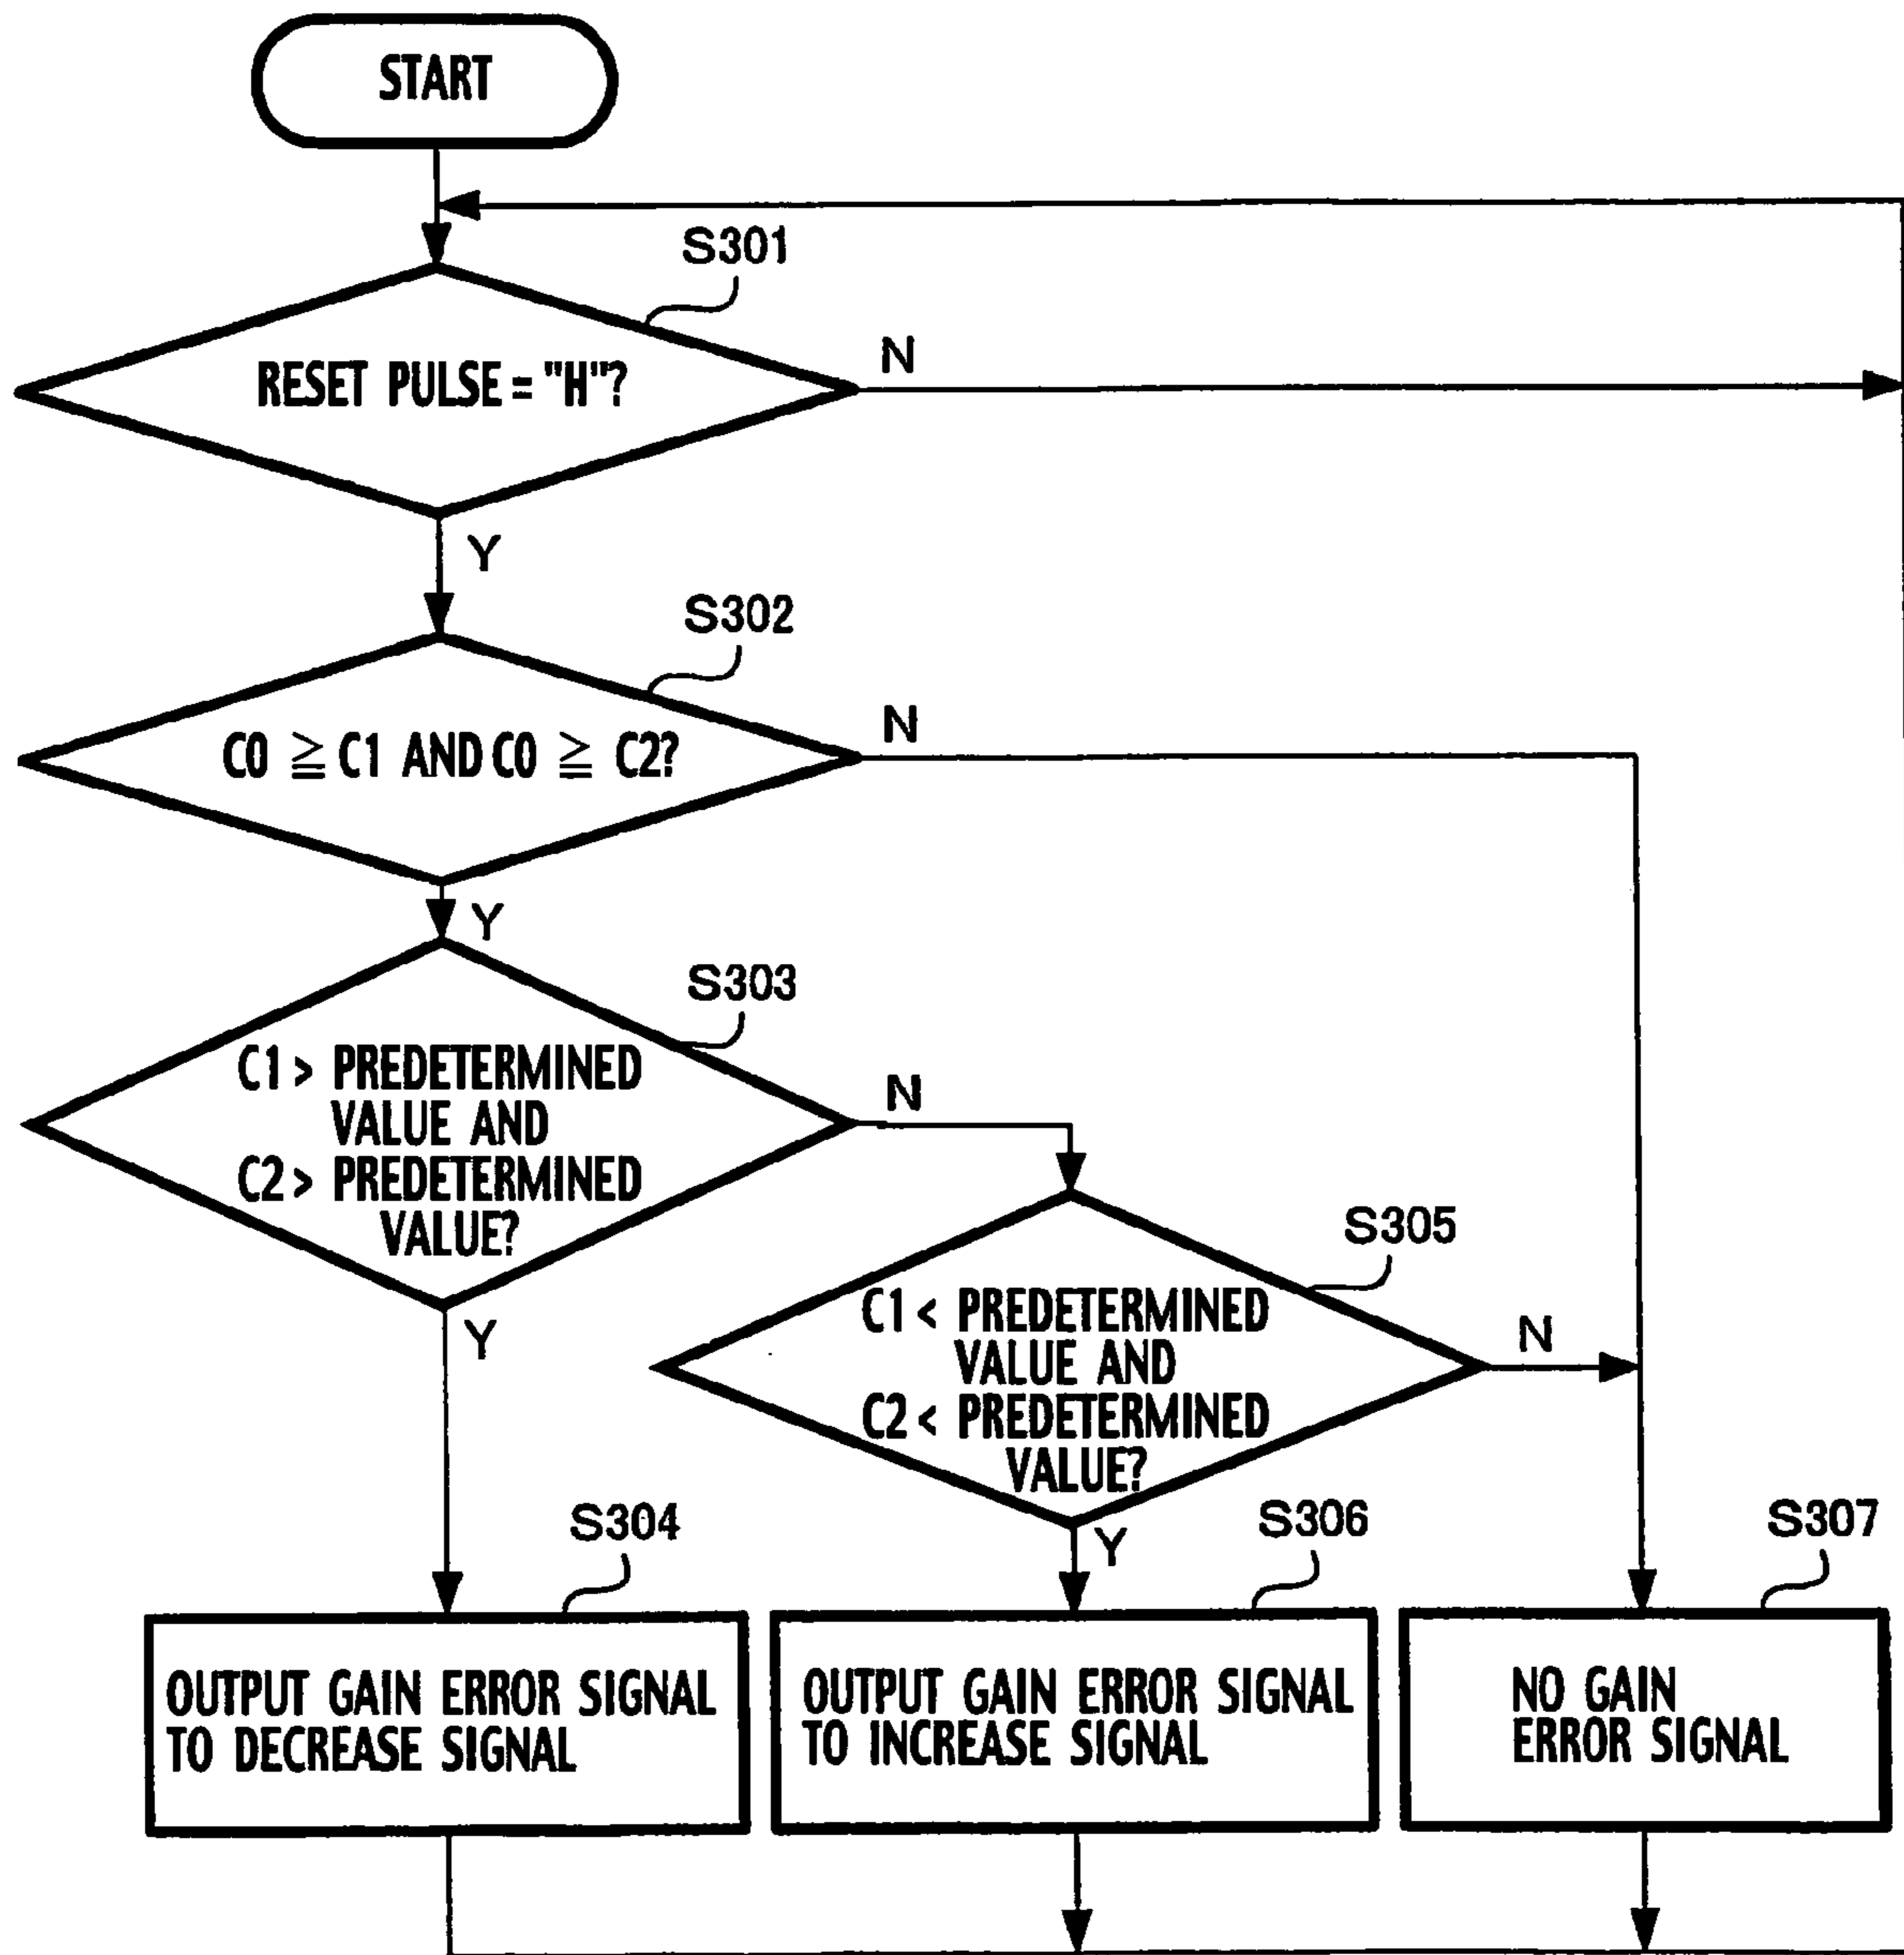 START
S301
RESET PULSE = "H"?
N
Y
S302
C0 ≧ C1 AND C0 ≧ C2?
N
Y
S303
C1 > PREDETERMINED
VALUE AND
C2 > PREDETERMINED
VALUE?
N
Y
S305
C1 < PREDETERMINED
VALUE AND
C2 < PREDETERMINED
VALUE?
N
Y
S304
OUTPUT GAIN ERROR SIGNAL
TO DECREASE SIGNAL
S306
OUTPUT GAIN ERROR SIGNAL
TO INCREASE SIGNAL
S307
NO GAIN
ERROR SIGNAL